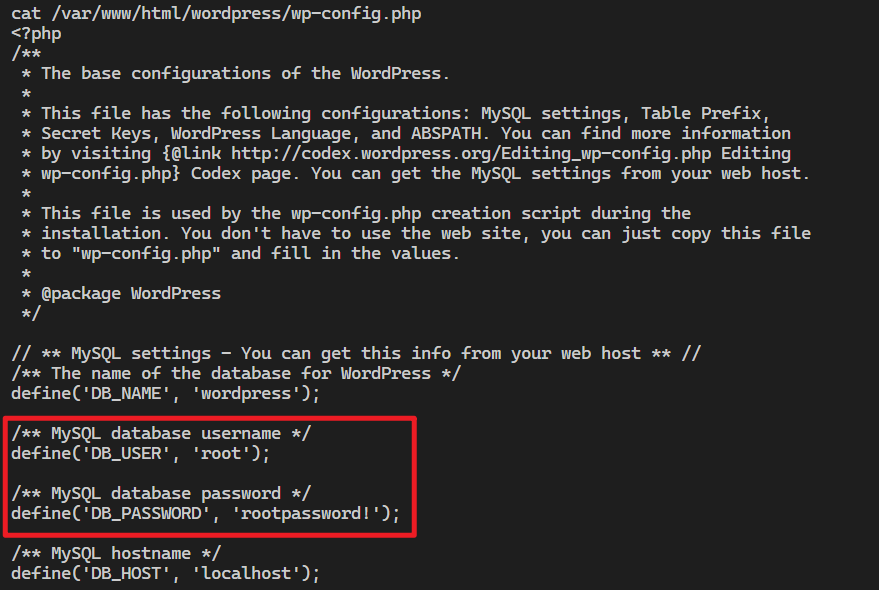 cat /var/www/html/wordpress/wp-config.php
<?php
/**
 * The base configurations of the WordPress.
 *
 * This file has the following configurations: MySQL settings, Table Prefix,
 * Secret Keys, WordPress Language, and ABSPATH. You can find more information
 * by visiting {@link http://codex.wordpress.org/Editing_wp-config.php Editing
 * wp-config.php} Codex page. You can get the MySQL settings from your web host.
 *
 * This file is used by the wp-config.php creation script during the
 * installation. You don't have to use the web site, you can just copy this file
 * to "wp-config.php" and fill in the values.
 *
 * @package WordPress
 */

// ** MySQL settings - You can get this info from your web host ** //
/** The name of the database for WordPress */
define('DB_NAME', 'wordpress');

/** MySQL database username */
define('DB_USER', 'root');

/** MySQL database password */
define('DB_PASSWORD', 'rootpassword!');

/** MySQL hostname */
define('DB_HOST', 'localhost');